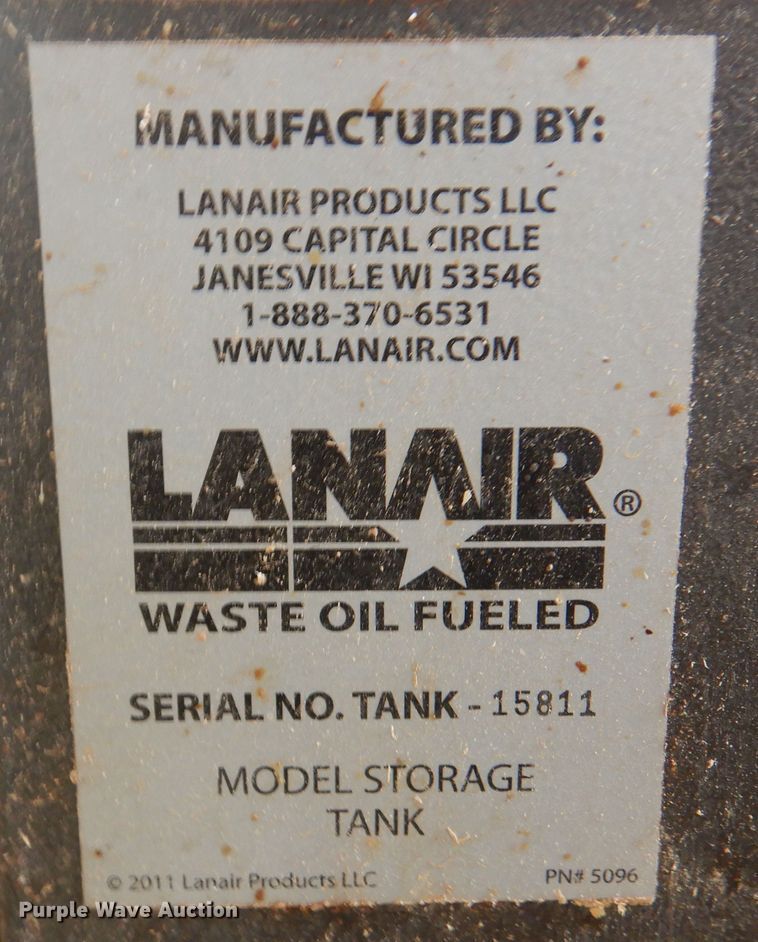 MANUFACTURED BY:
LANAIR PRODUCTS LLC
4109 CAPITAL CIRCLE
JANESVILLE WI 53546
1-888-370-6531
WWW.LANAIR.COM
LANAIR®
WASTE OIL FUELED
SERIAL NO. TANK - 15811
MODEL STORAGE
TANK
© 2011 Lanair Products LLC PN# 5096
Purple Wave Auction